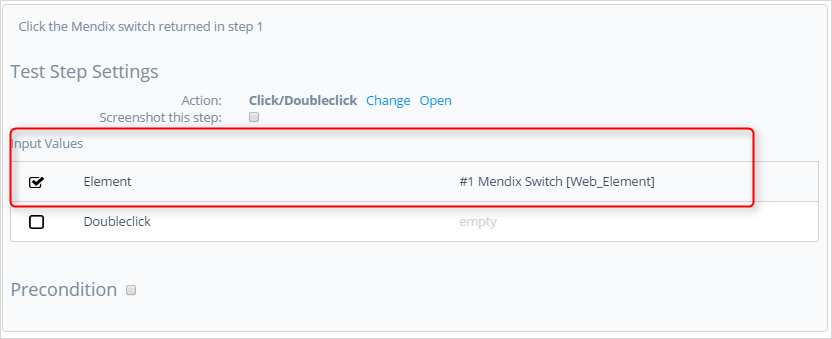 Click the Mendix switch returned in step 1
Test Step Settings
Action: Click/Doubleclick Change Open
Screenshot this step:
Input Values
Element #1 Mendix Switch [Web_Element]
Doubleclick empty
Precondition